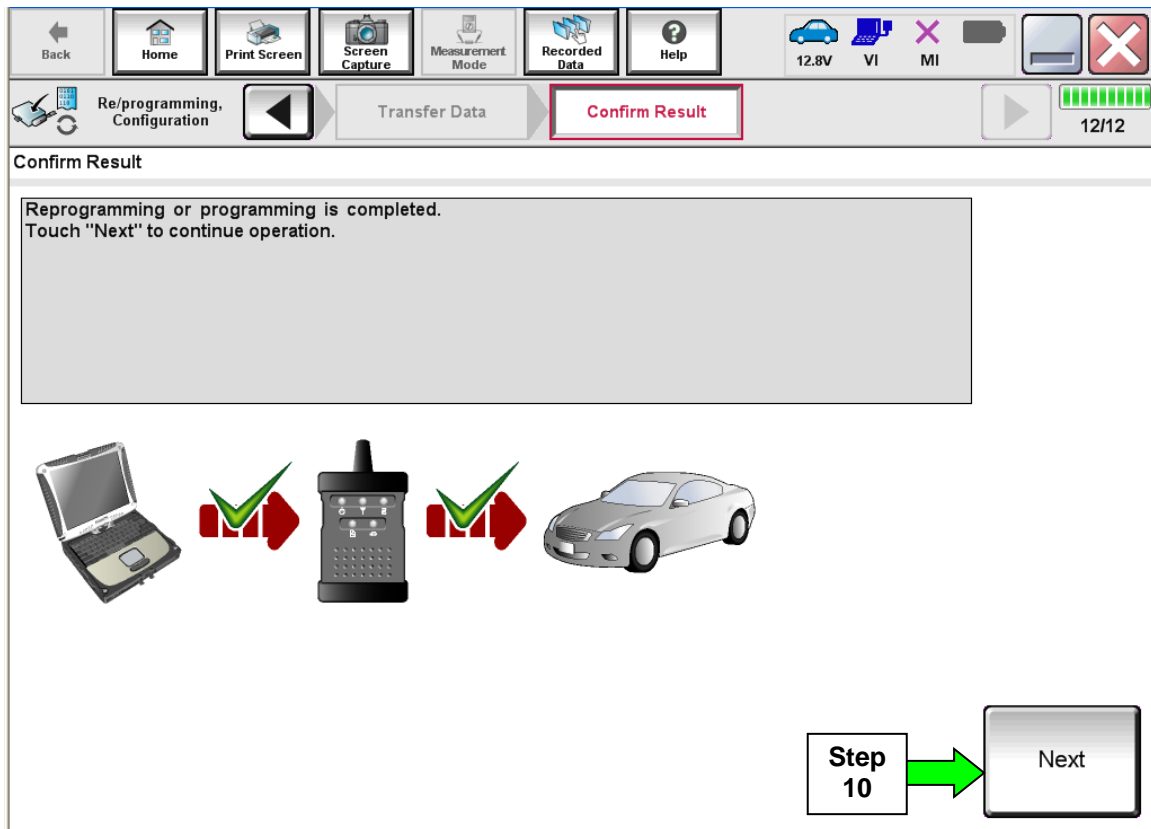 Back
Home
Print Screen
Screen
Capture
Measurement
Mode
Recorded
Data
Help
12.8V
VI
MI
Re/programming,
Configuration
Transfer Data
Confirm Result
12/12
Confirm Result
Reprogramming or programming is completed.
Touch "Next" to continue operation.
Step
10
Next